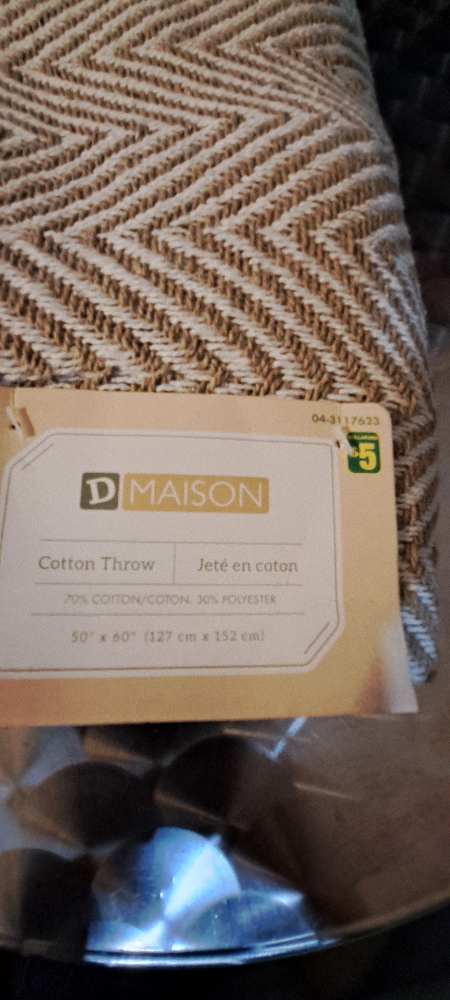 04-3117623
$5
D MAISON
Cotton Throw
Jeté en coton
70% COTTON/COTON, 30% POLYESTER
50" x 60" (127 cm x 152 cm)